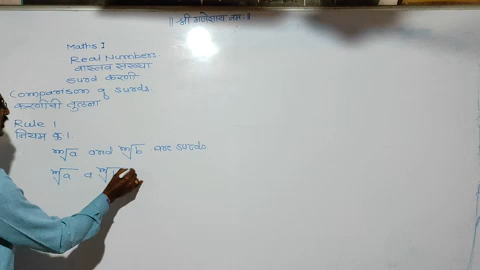 || श्री गणेशाय नमः ||
Maths I
Real Numbers
वास्तव संख्या
surd करणी
Comparison of surds.
करणींची तुलना
Rule 1
नियम क्र 1.
ᵐ√a and ᵐ√b are surds
ᵐ√a व